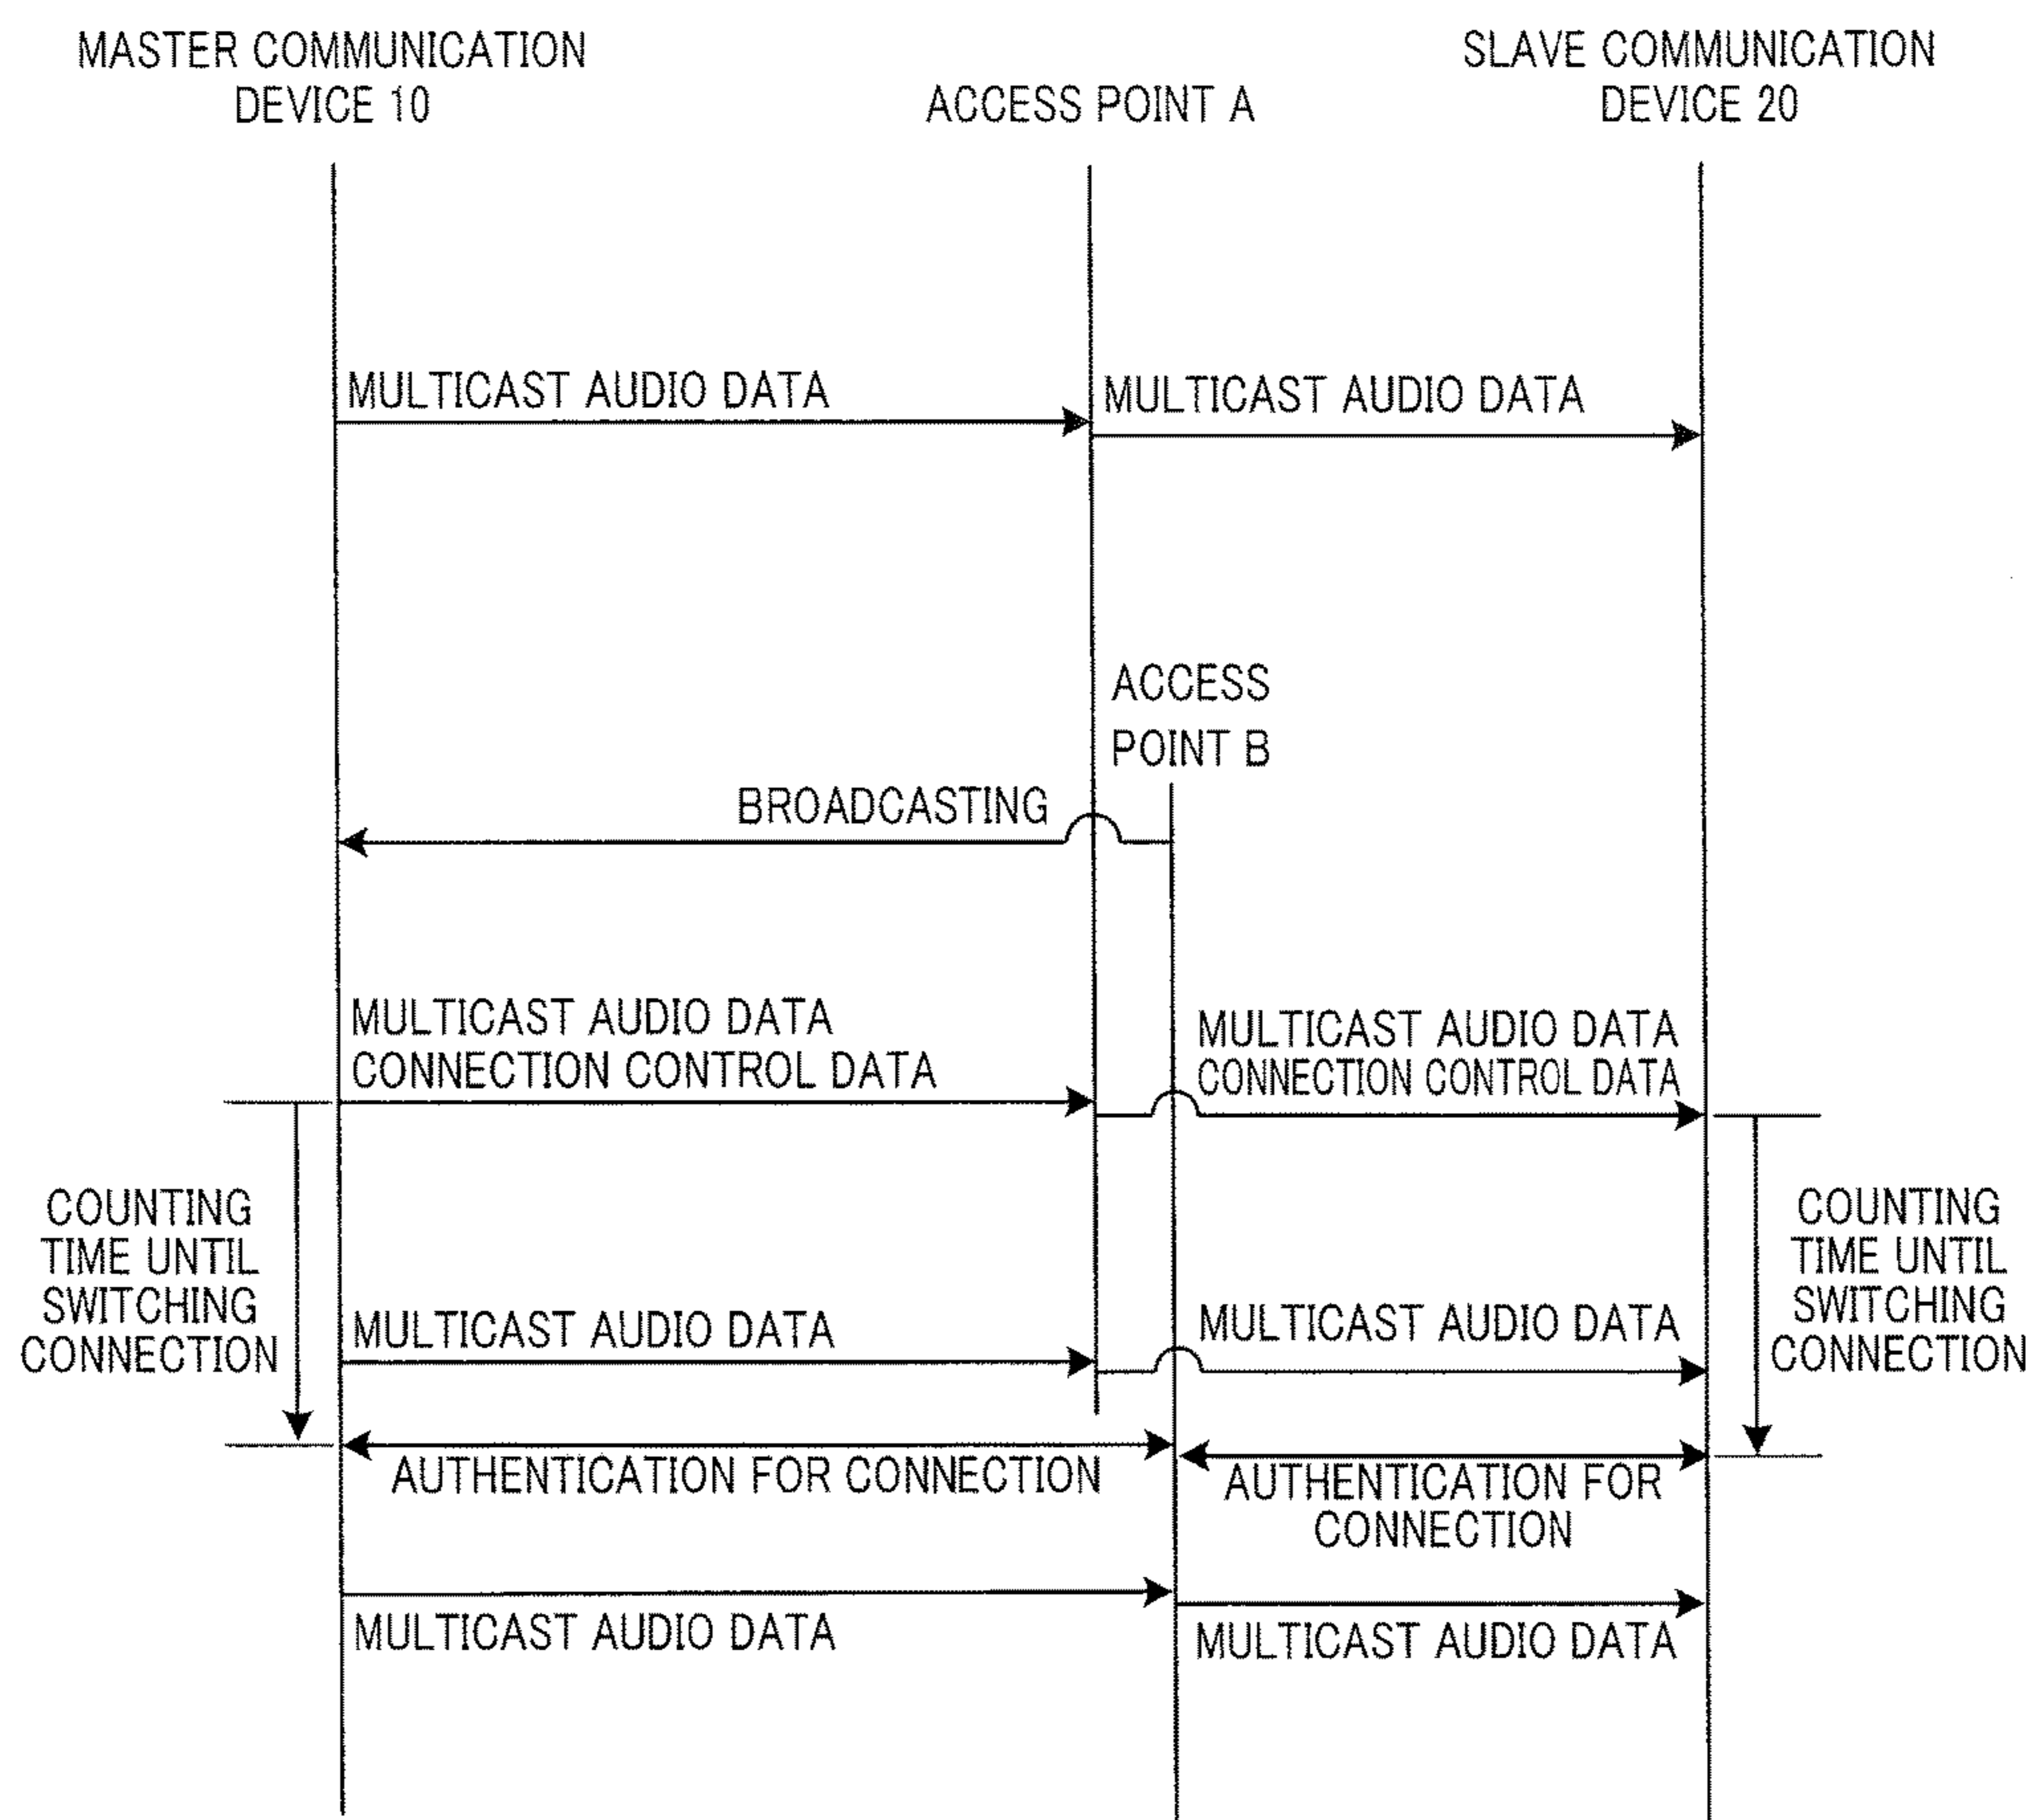 MASTER COMMUNICATION
DEVICE 10
ACCESS POINT A
SLAVE COMMUNICATION
DEVICE 20
MULTICAST AUDIO DATA
MULTICAST AUDIO DATA
ACCESS
POINT B
BROADCASTING
MULTICAST AUDIO DATA
CONNECTION CONTROL DATA
MULTICAST AUDIO DATA
CONNECTION CONTROL DATA
COUNTING
TIME UNTIL
SWITCHING
CONNECTION
COUNTING
TIME UNTIL
SWITCHING
CONNECTION
MULTICAST AUDIO DATA
MULTICAST AUDIO DATA
AUTHENTICATION FOR CONNECTION
AUTHENTICATION FOR
CONNECTION
MULTICAST AUDIO DATA
MULTICAST AUDIO DATA